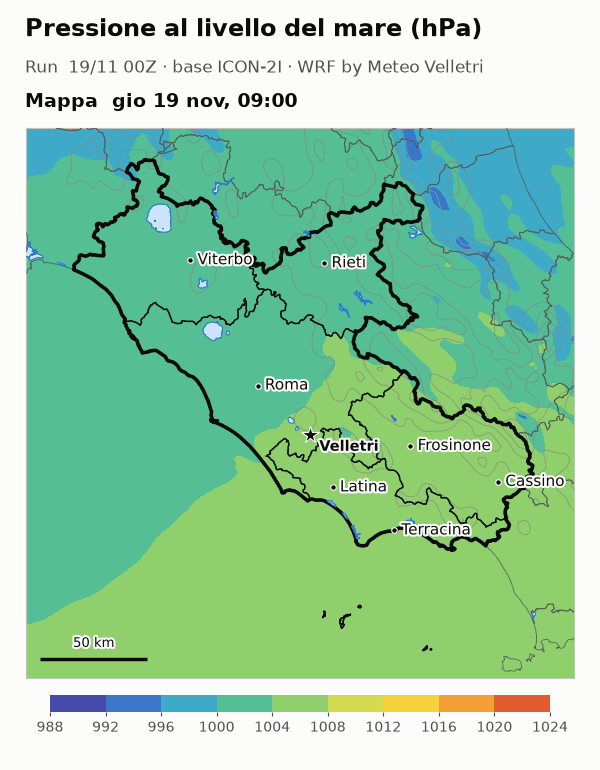 Pressione al livello del mare (hPa)
Run  19/11 00Z · base ICON-2I · WRF by Meteo Velletri
Mappa  gio 19 nov, 09:00
Viterbo
Rieti
Roma
Velletri
Frosinone
Latina
Cassino
Terracina
50 km
988 992 996 1000 1004 1008 1012 1016 1020 1024